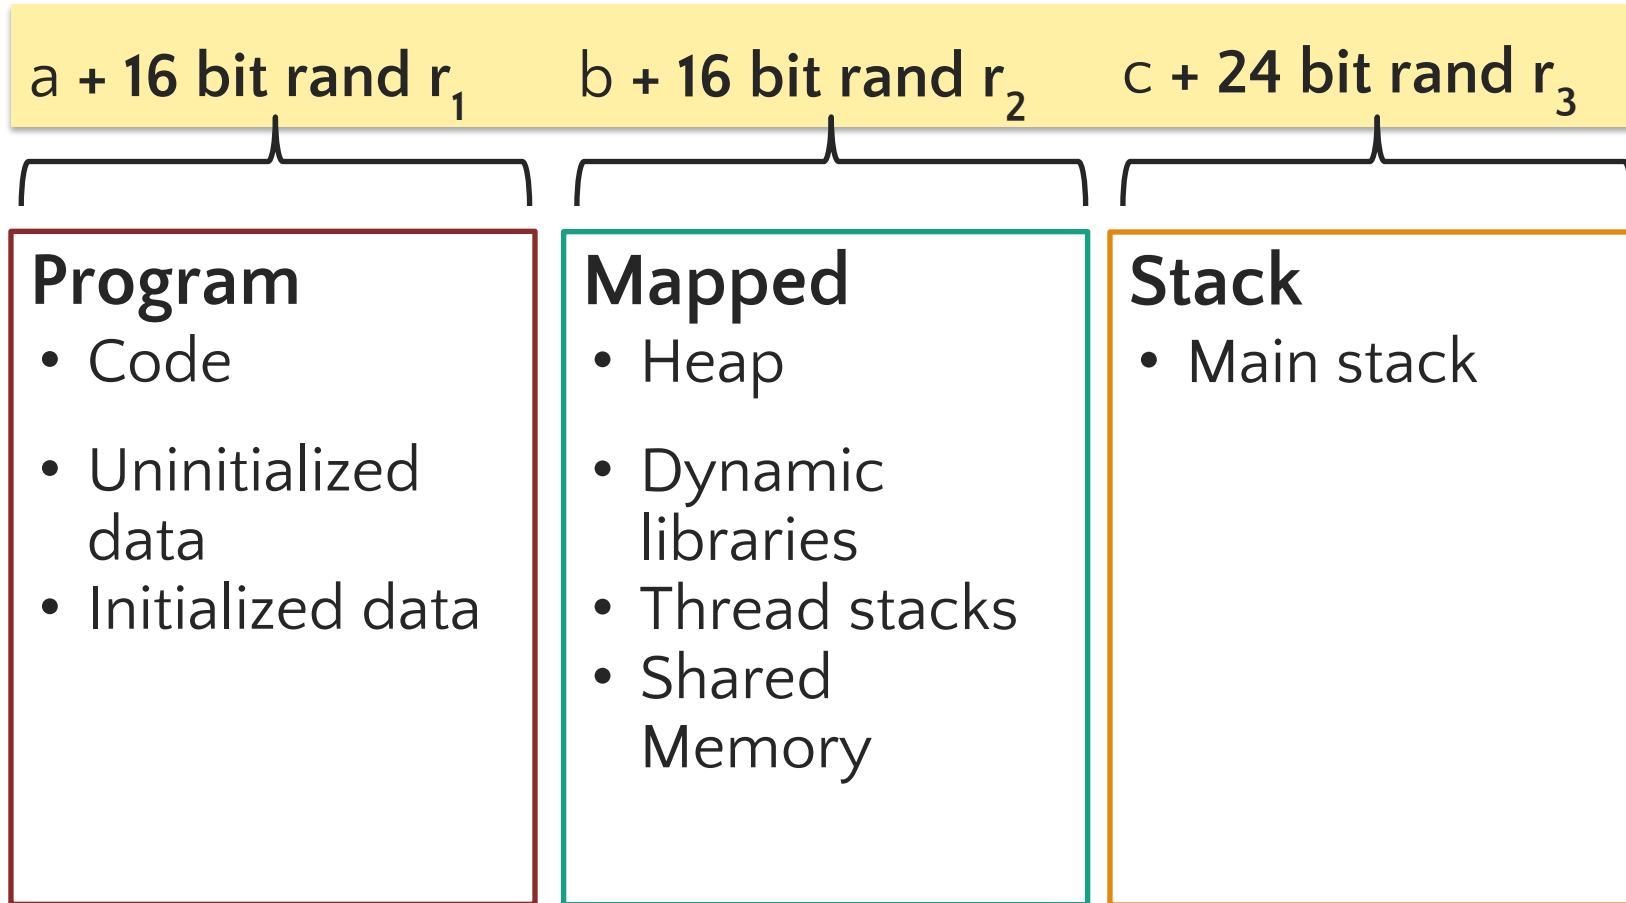 a + 16 bit rand r1
b + 16 bit rand r2
c + 24 bit rand r3
Program
• Code
• Uninitialized
data
• Initialized data
Mapped
• Heap
• Dynamic
libraries
• Thread stacks
• Shared
Memory
Stack
• Main stack